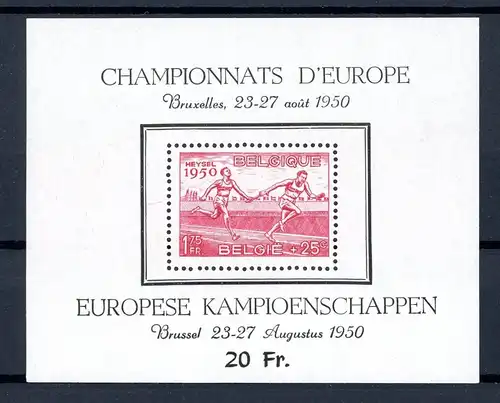 CHAMPIONNATS D'EUROPE
Bruxelles, 23-27 août 1950
HEYSEL BELGIQUE
1950
1.75 FR. BELGIË + 25c
EUROPESE KAMPIOENSCHAPPEN
Brussel 23-27 Augustus 1950
20 Fr.